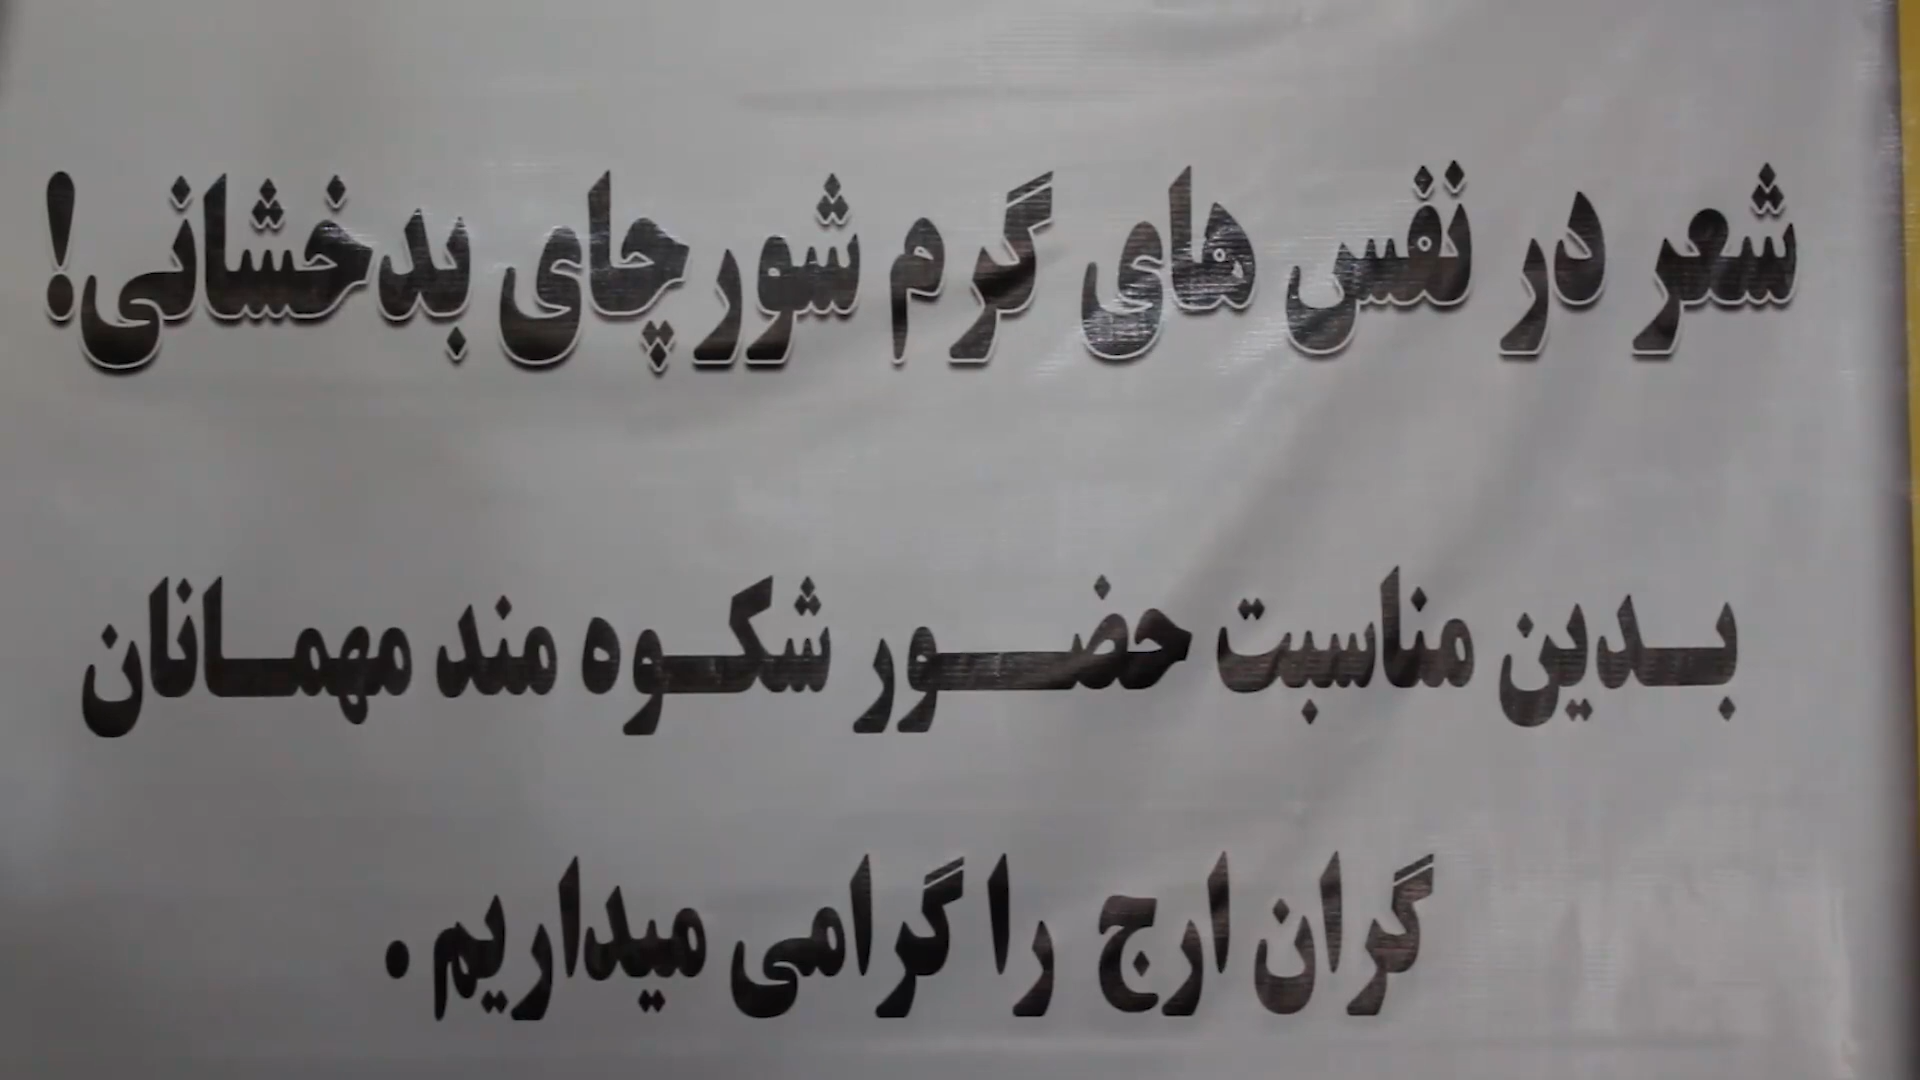 شعر در نفس های گرم شورچای بدخشانی!
بدین مناسبت حضور شکوه مند مهمانان
گران ارج را گرامی میداریم .